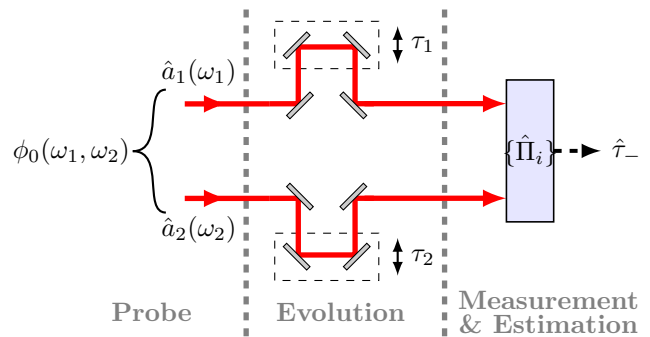 τ₁
â₁(ω₁)
ϕ₀(ω₁, ω₂)
{Π̂ᵢ}
τ̂₋
â₂(ω₂)
τ₂
Probe
Evolution
Measurement
& Estimation